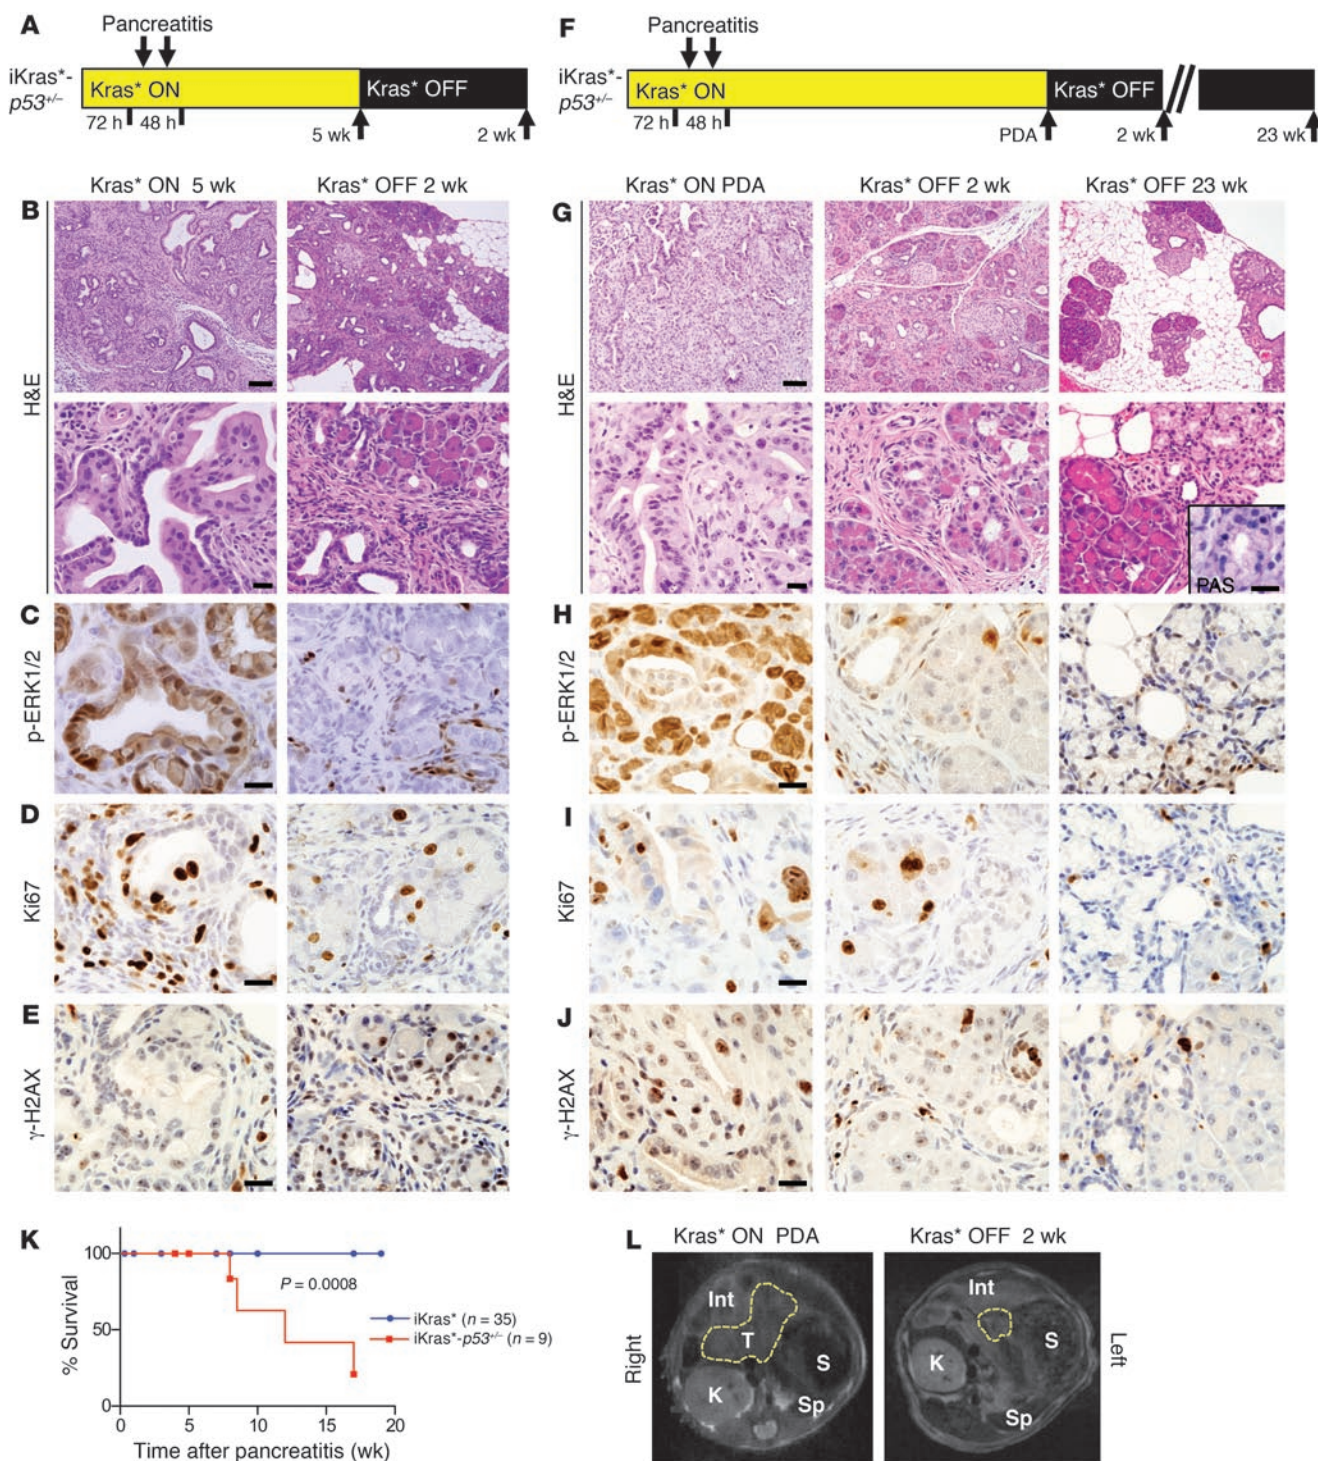 A
Pancreatitis
iKras*-
p53+/–
Kras* ON
Kras* OFF
72 h
48 h
5 wk
2 wk
F
Pancreatitis
iKras*-
p53+/–
Kras* ON
Kras* OFF
72 h
48 h
PDA
2 wk
23 wk
Kras* ON 5 wk
Kras* OFF 2 wk
B
H&E
C
p-ERK1/2
D
Ki67
E
γ-H2AX
Kras* ON PDA
Kras* OFF 2 wk
Kras* OFF 23 wk
G
H&E
PAS
H
p-ERK1/2
I
Ki67
J
γ-H2AX
K
% Survival
100
50
0
P = 0.0008
iKras* (n = 35)
iKras*-p53+/– (n = 9)
0 5 10 15 20
Time after pancreatitis (wk)
L
Kras* ON PDA
Kras* OFF 2 wk
Right
Int
T
S
K
Sp
Int
S
K
Sp
Left